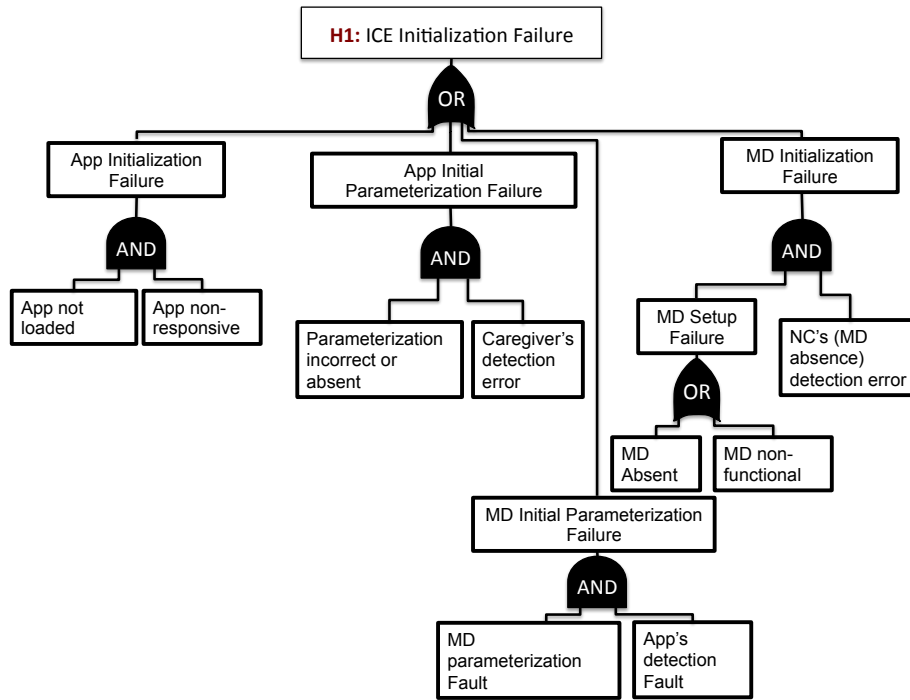 H1: ICE Initialization Failure
OR
App Initialization
Failure
App Initial
Parameterization Failure
MD Initialization
Failure
AND
AND
AND
App not
loaded
App non-
responsive
Parameterization
incorrect or
absent
Caregiver's
detection
error
MD Setup
Failure
NC's (MD
absence)
detection error
OR
MD
Absent
MD non-
functional
MD Initial Parameterization
Failure
AND
MD
parameterization
Fault
App's
detection
Fault